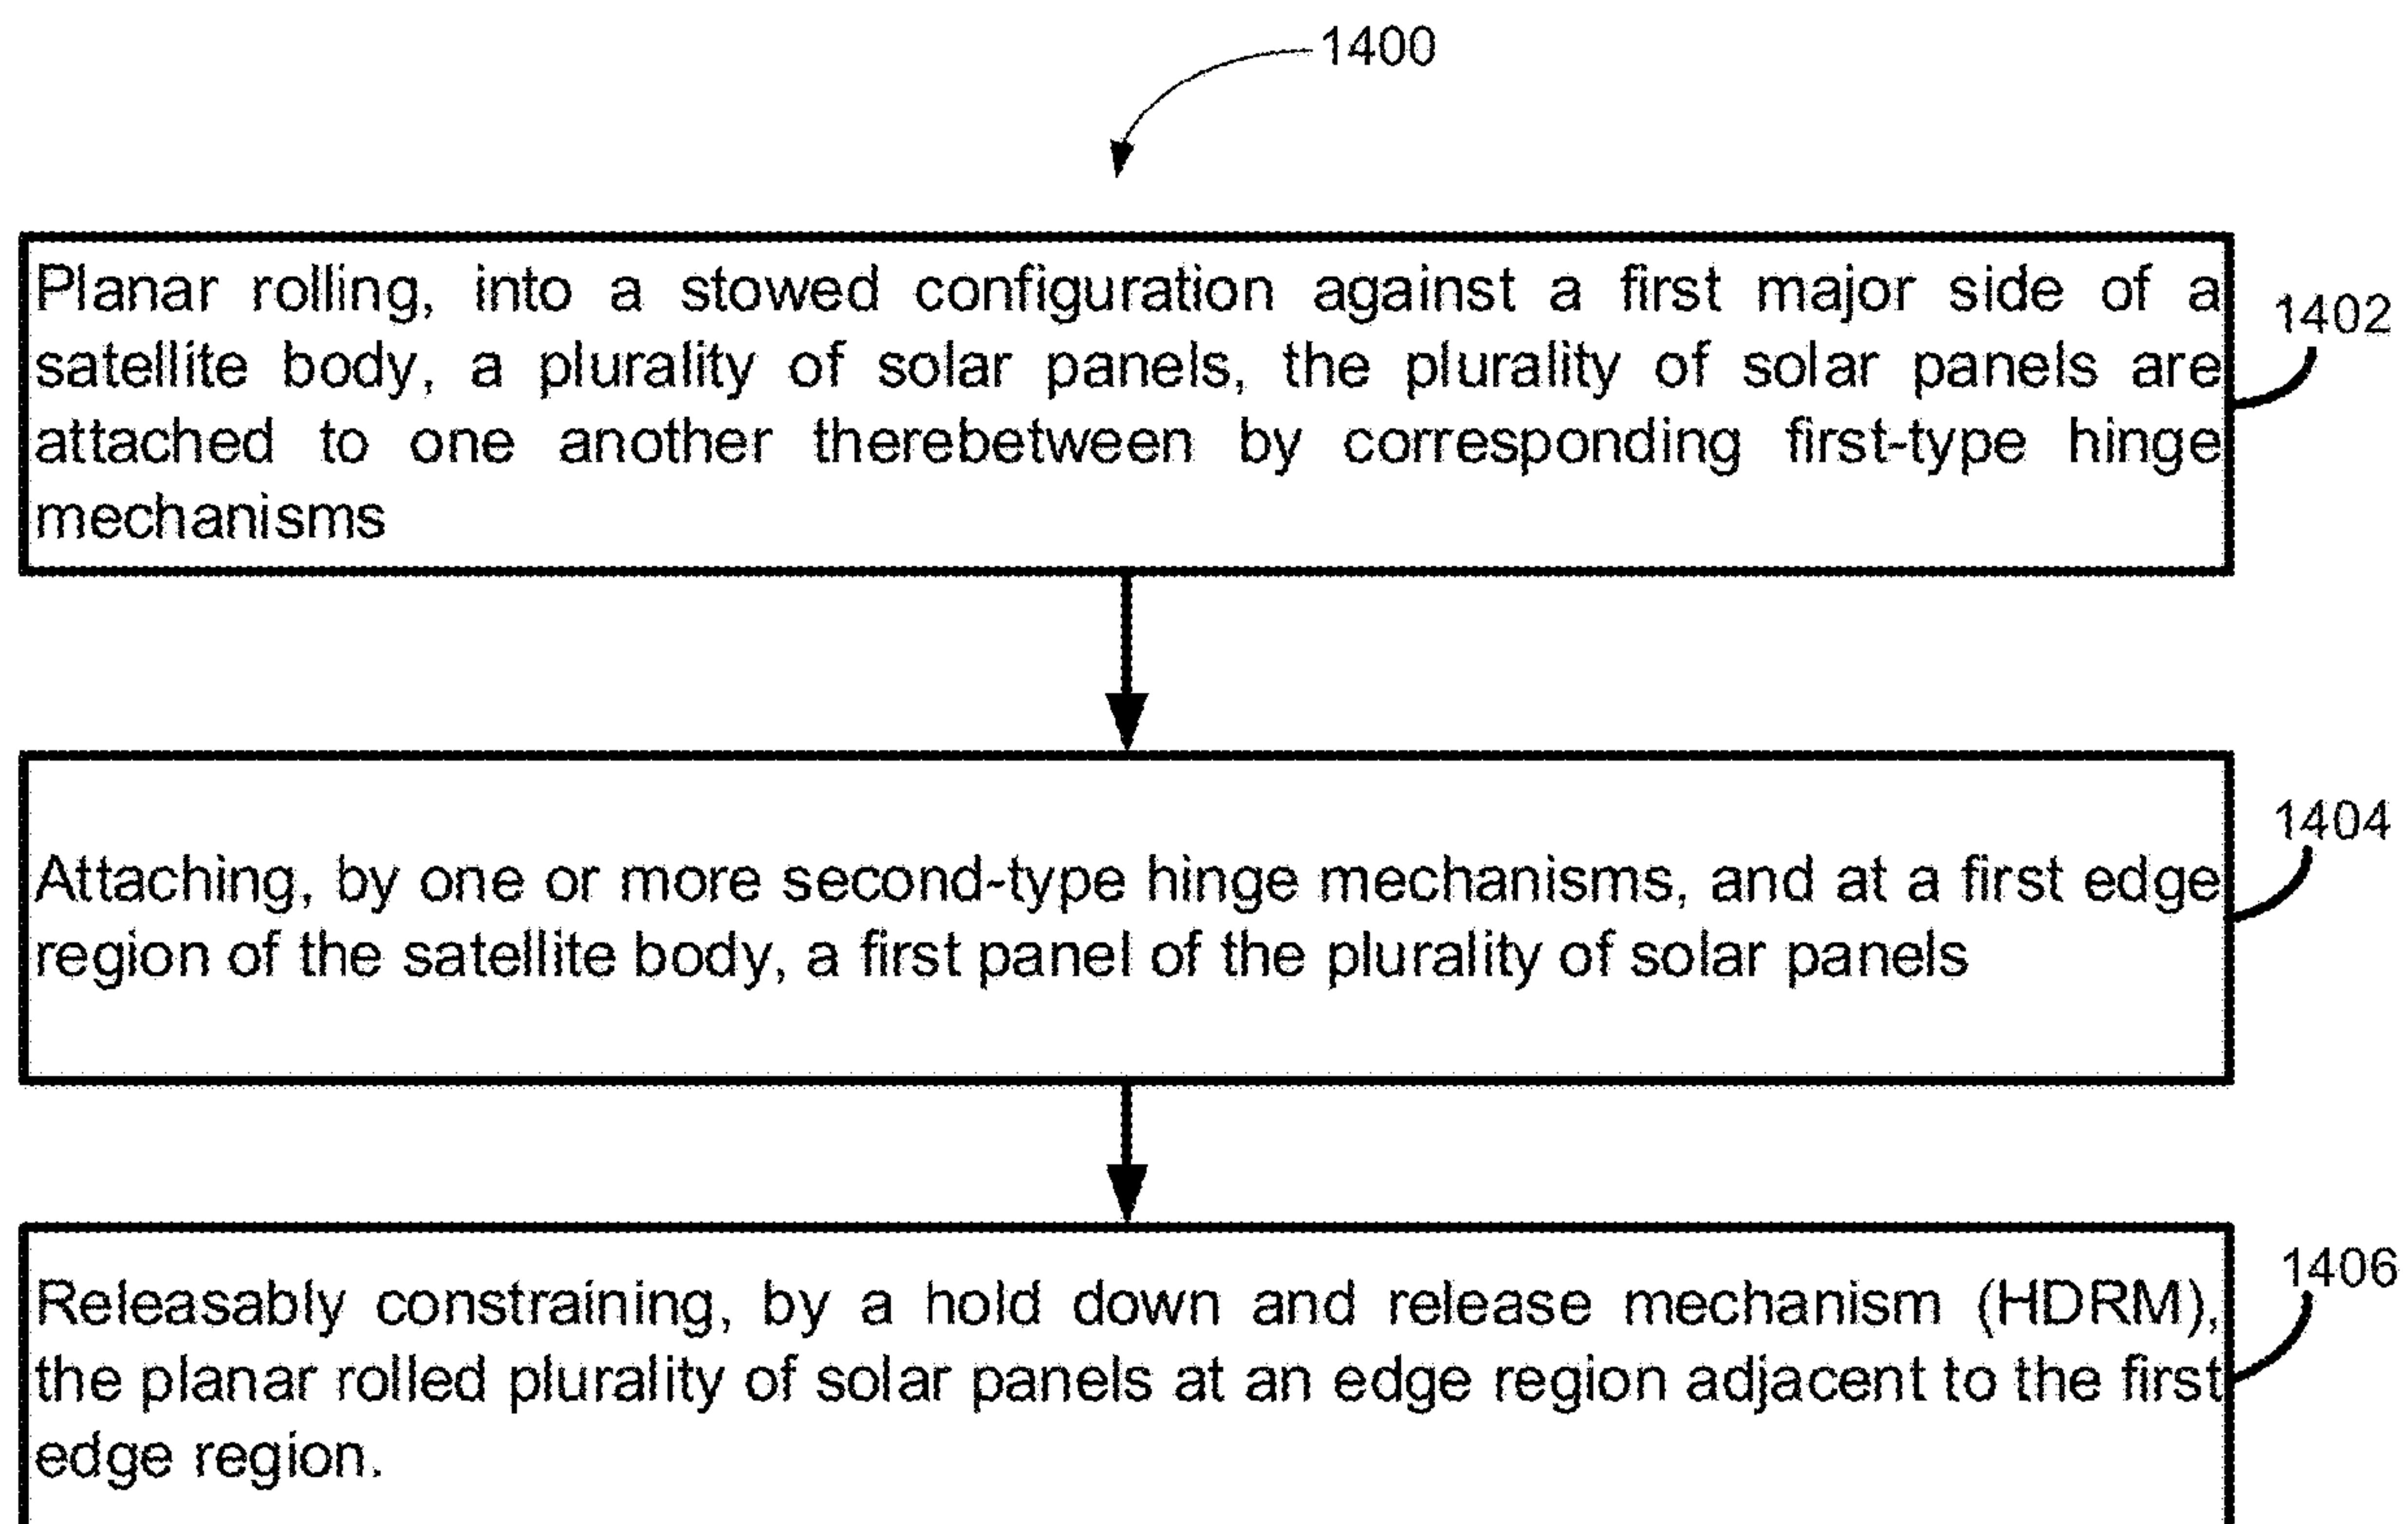 1400
Planar rolling, into a stowed configuration against a first major side of a
satellite body, a plurality of solar panels, the plurality of solar panels are
attached to one another therebetween by corresponding first-type hinge
mechanisms
1402
Attaching, by one or more second-type hinge mechanisms, and at a first edge
region of the satellite body, a first panel of the plurality of solar panels
1404
Releasably constraining, by a hold down and release mechanism (HDRM),
the planar rolled plurality of solar panels at an edge region adjacent to the first
edge region.
1406